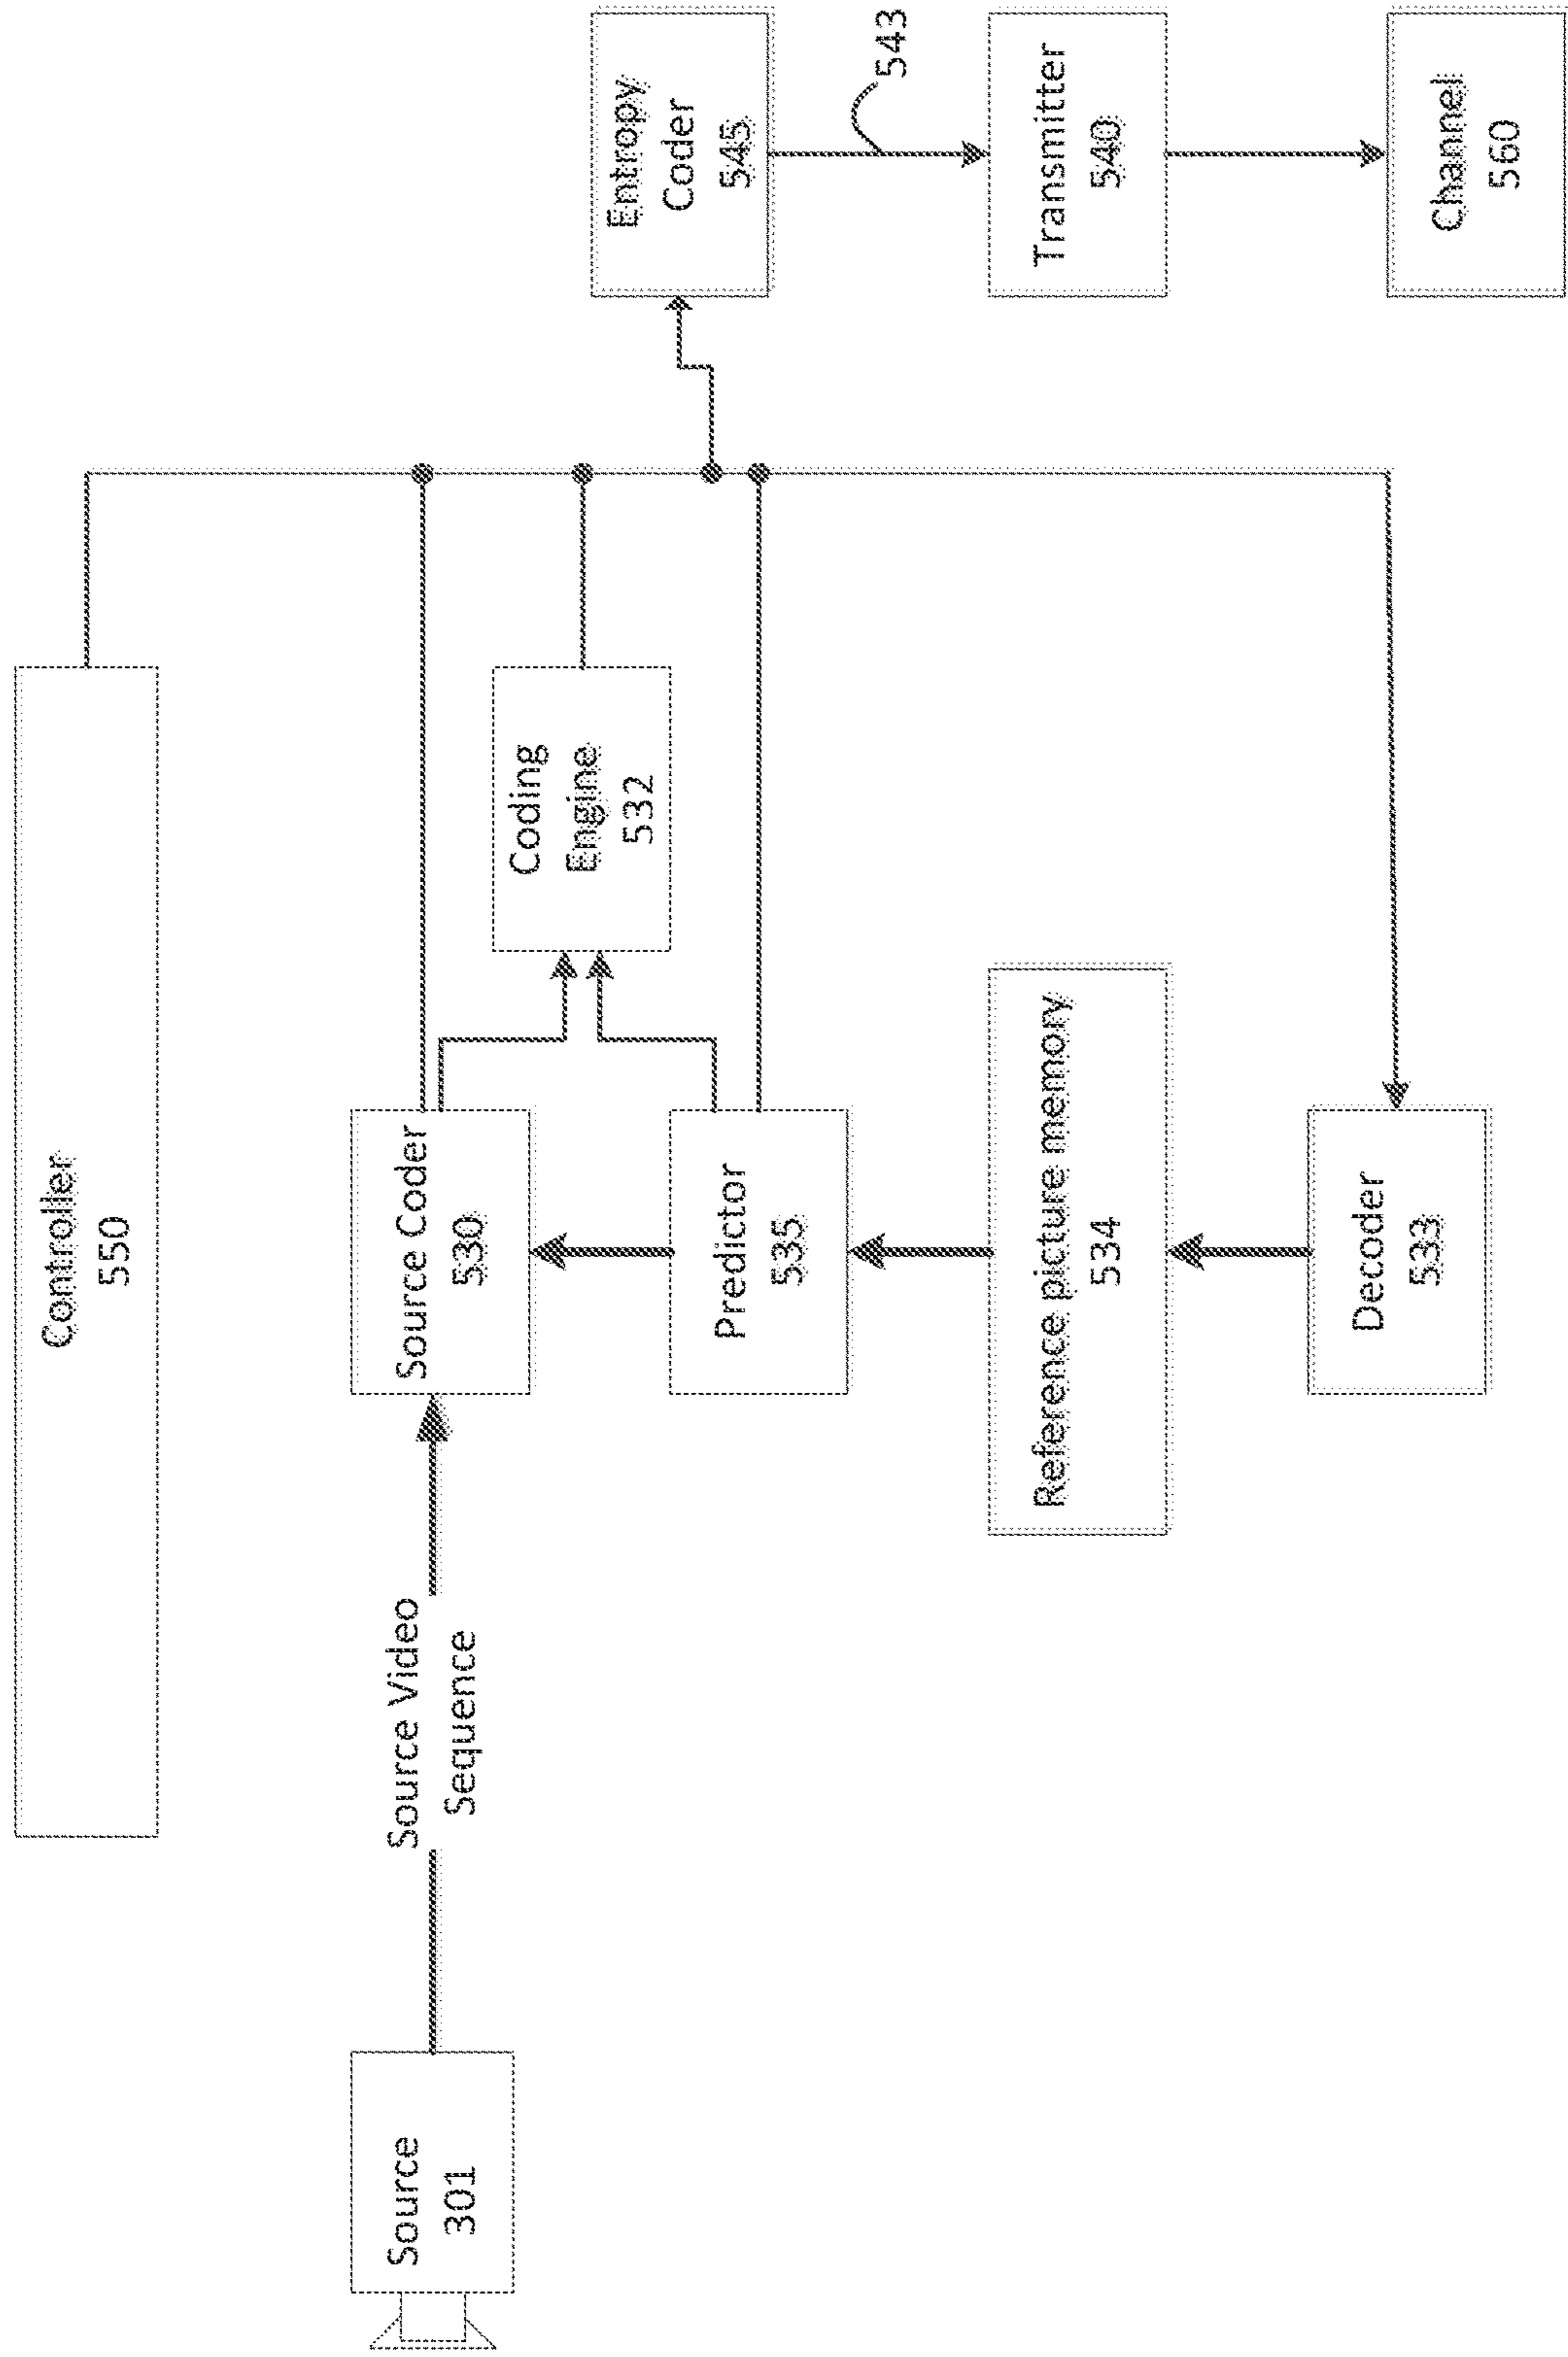 Controller
550
Source
301
Source Video
Sequence
Source Coder
530
Coding
Engine
532
Predictor
535
Reference picture memory
534
Decoder
533
Entropy
Coder
545
543
Transmitter
540
Channel
560